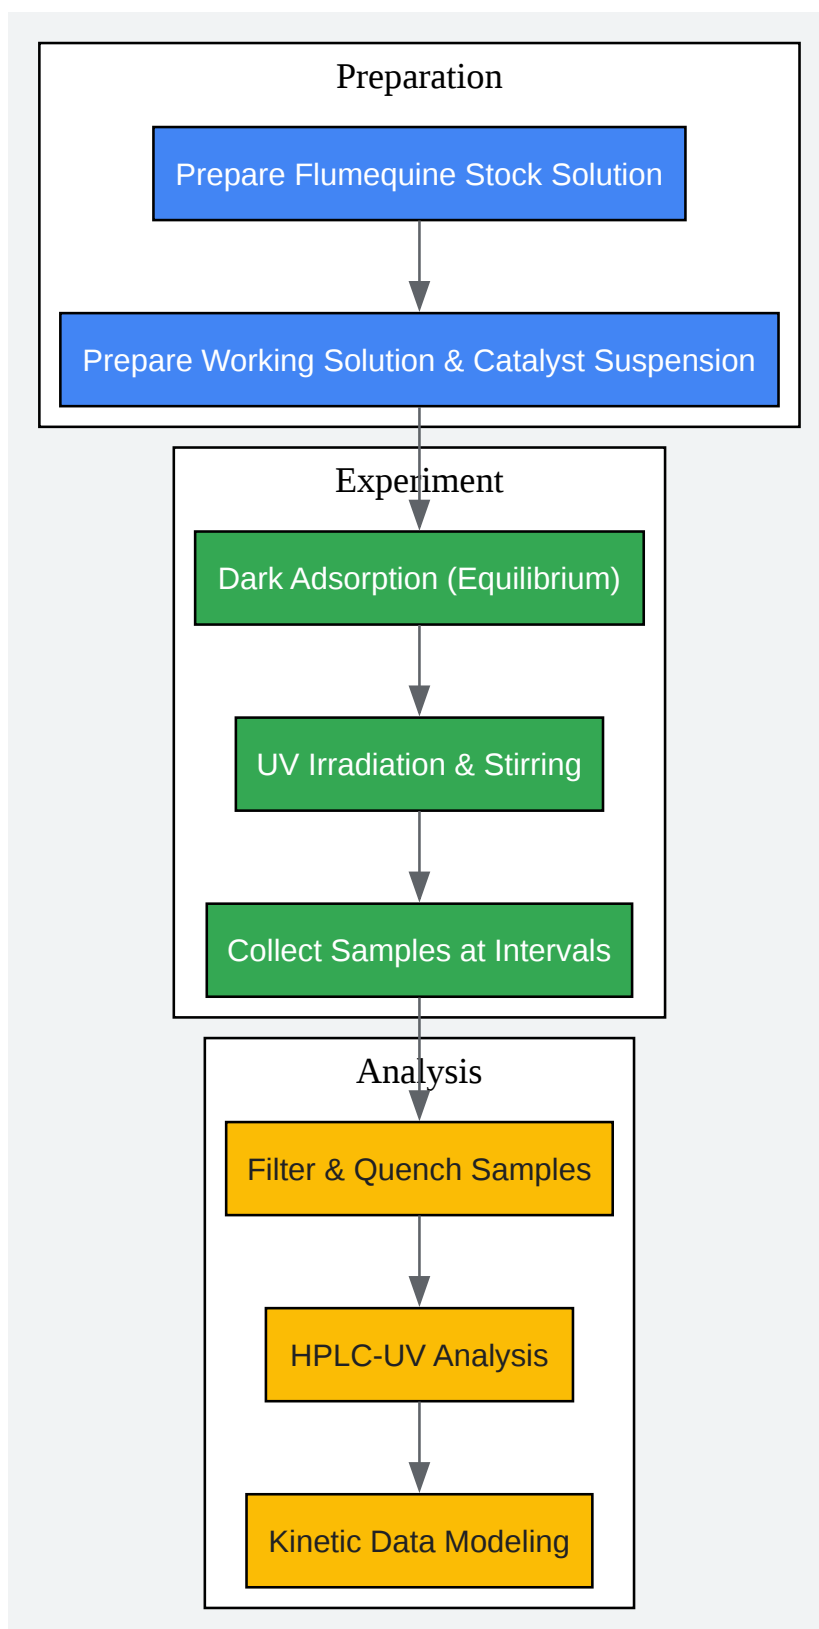 Preparation
Prepare Flumequine Stock Solution
Prepare Working Solution & Catalyst Suspension
Experiment
Dark Adsorption (Equilibrium)
UV Irradiation & Stirring
Collect Samples at Intervals
Analysis
Filter & Quench Samples
HPLC-UV Analysis
Kinetic Data Modeling